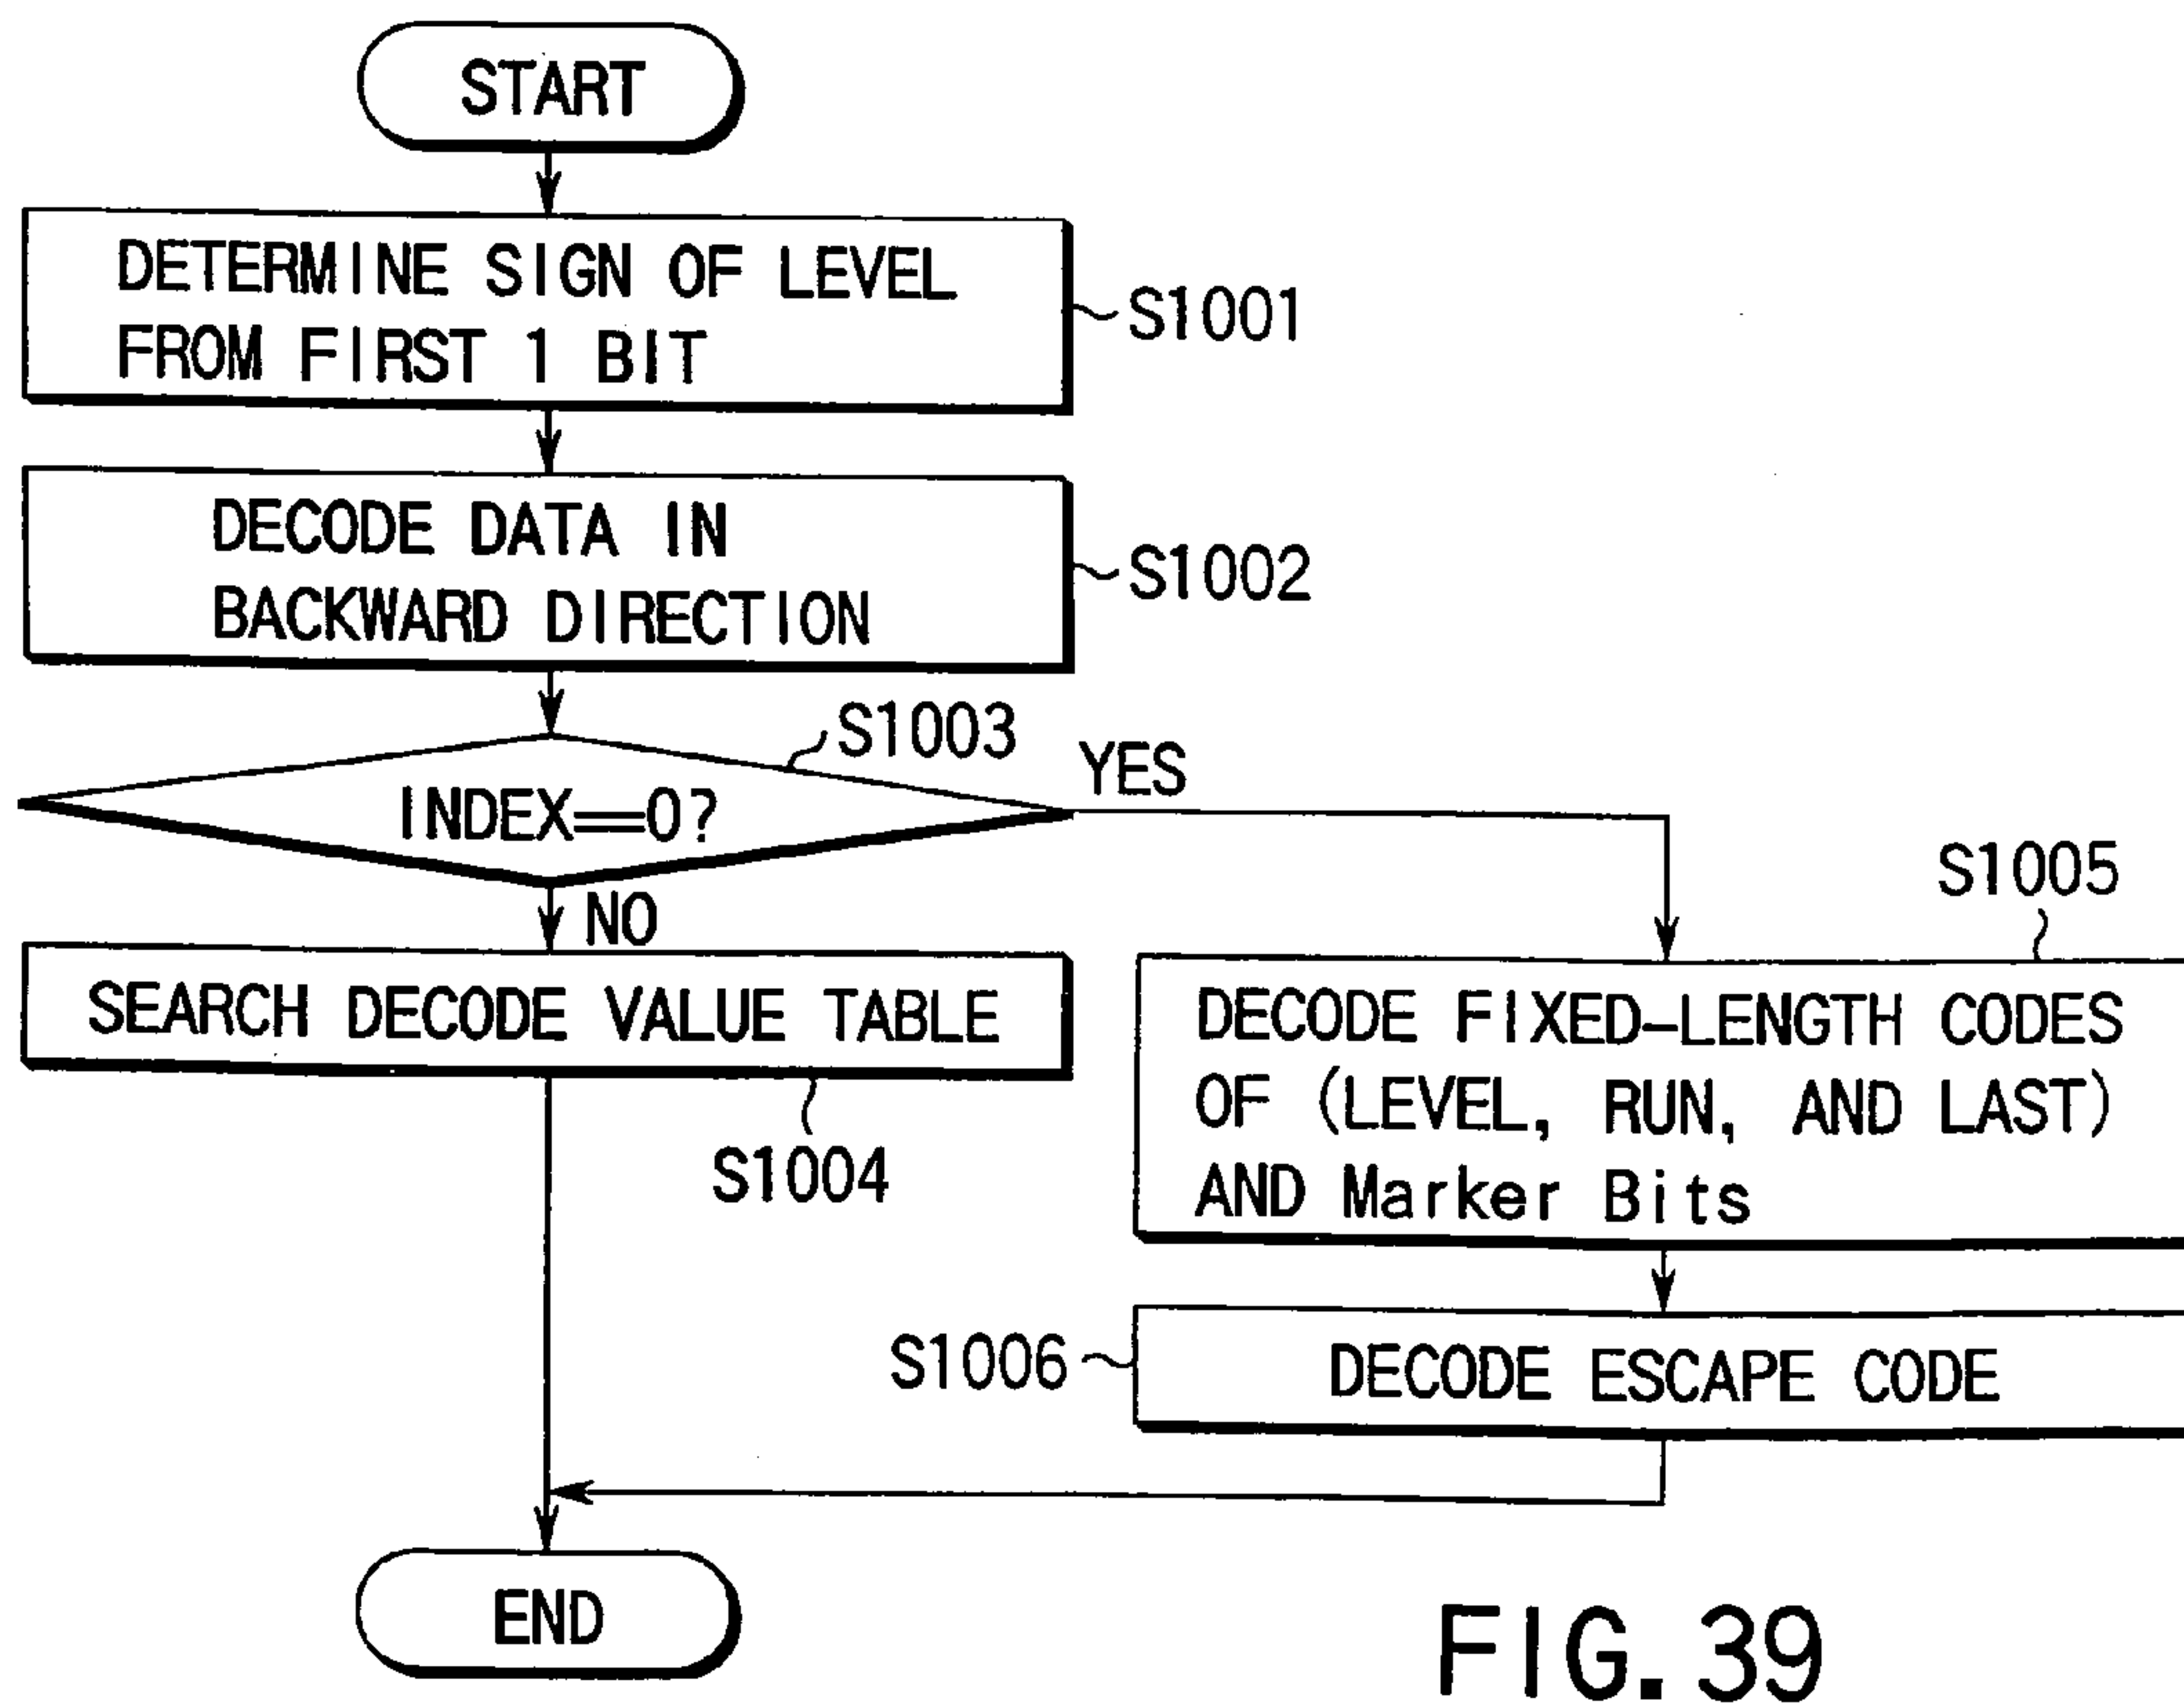 START
DETERMINE SIGN OF LEVEL
FROM FIRST 1 BIT
S1001
DECODE DATA IN
BACKWARD DIRECTION
S1002
S1003
YES
INDEX==0?
NO
S1005
SEARCH DECODE VALUE TABLE
S1004
DECODE FIXED-LENGTH CODES
OF (LEVEL, RUN, AND LAST)
AND Marker Bits
S1006
DECODE ESCAPE CODE
END
FIG. 39